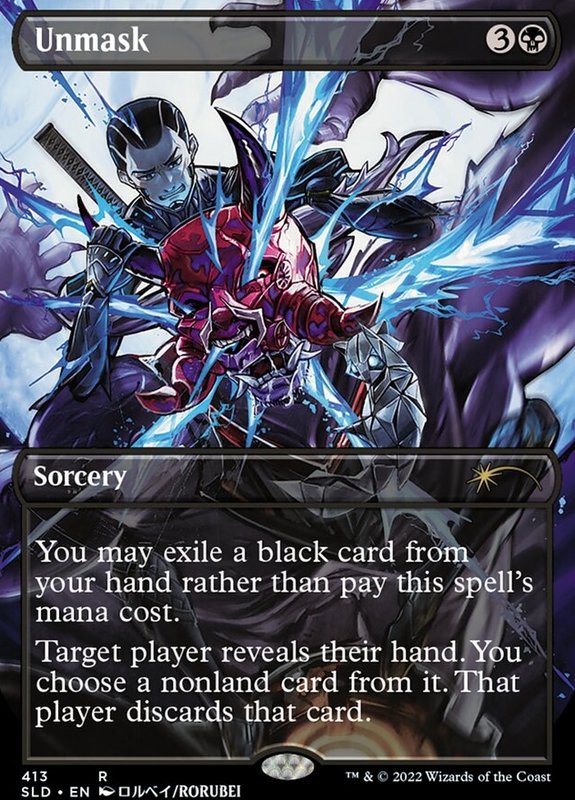 Unmask 3
Sorcery
You may exile a black card from
your hand rather than pay this spell's
mana cost.
Target player reveals their hand. You
choose a nonland card from it. That
player discards that card.
413 R
SLD • EN ロルベイ/RORUBEI
™ & © 2022 Wizards of the Coast